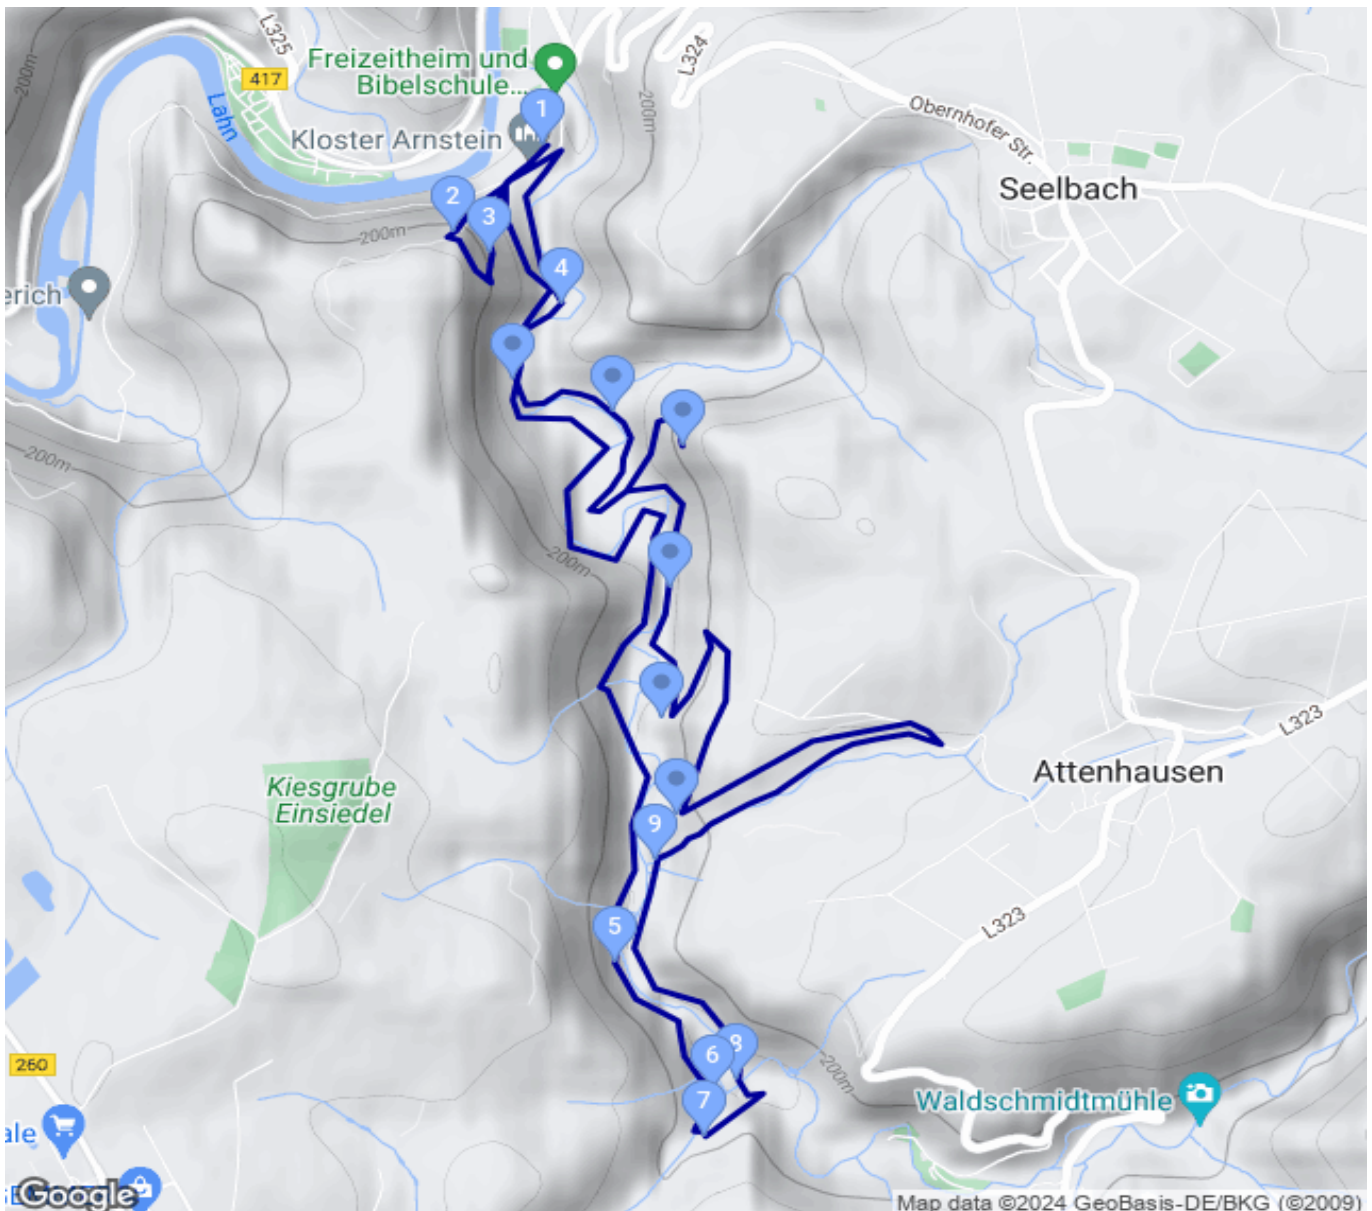 200m
L325
417
Freizeitheim und
Bibelschule...
L324
Lahn
1
Kloster Arnstein
200m
Obernhofer Str.
Seelbach
2
3
200m
4
erich
200m
200m
L323
Attenhausen
Kiesgrube
Einsiedel
9
5
L323
260
6
8
200m
7
Waldschmidtmühle
ale
Google
Map data ©2024 GeoBasis-DE/BKG (©2009)